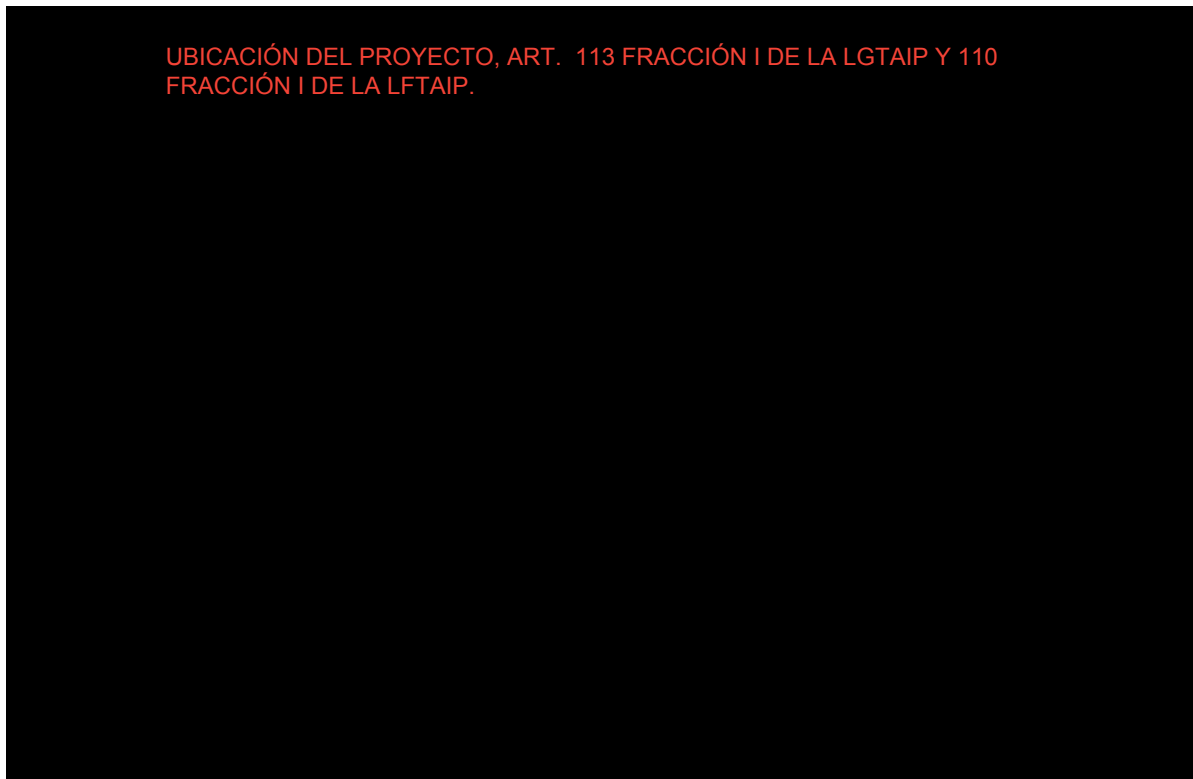 UBICACIÓN DEL PROYECTO, ART.  113 FRACCIÓN I DE LA LGTAIP Y 110
FRACCIÓN I DE LA LFTAIP.